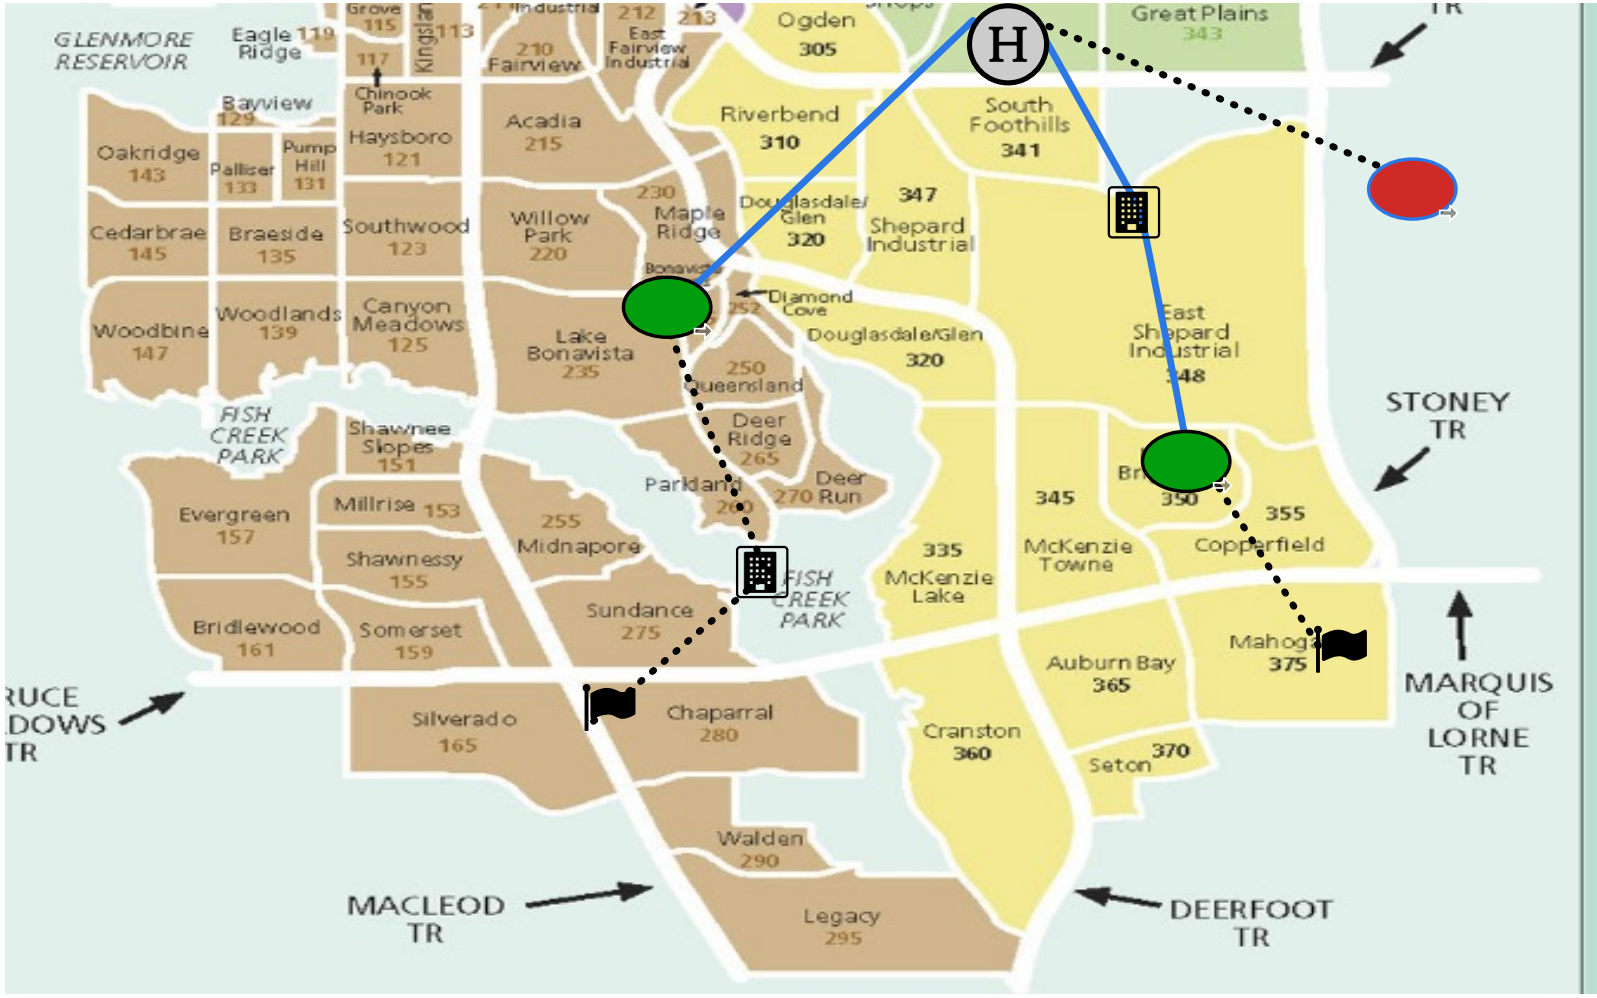 GLENMORE
RESERVOIR
Eagle
Ridge
119
Grove
115
117
Chinook
Park
113
Industrial
210
Fairview
212
East
Fairview
Industrial
213
Ogden
305
Great Plains
343
TR
H
Bayview
129
Haysboro
121
Acadia
215
Riverbend
310
South
Foothills
341
Oakridge
143
Palliser
133
Pump
Hill
131
230
Maple
Ridge
Douglasdale/
Glen
320
347
Shepard
Industrial
Cedarbrae
145
Braeside
135
Southwood
123
Willow
Park
220
Diamond
Cove
252
Woodbine
147
Woodlands
139
Canyon
Meadows
125
Lake
Bonavista
235
Douglasdale/Glen
320
East
Shepard
Industrial
348
250
Queensland
Deer
Ridge
265
FISH
CREEK
PARK
Shawnee
Slopes
151
STONEY
TR
Parkland
260
270
Deer
Run
350
345
McKenzie
Towne
355
Copperfield
Evergreen
157
Millrise 153
255
Midnapore
Shawnessy
155
335
McKenzie
Lake
FISH
CREEK
PARK
Sundance
275
Bridlewood
161
Somerset
159
Auburn Bay
365
375
MARQUIS
OF
LORNE
TR
TR
Silverado
165
Chaparral
280
Cranston
360
370
Seton
Walden
290
MACLEOD
TR
Legacy
295
DEERFOOT
TR